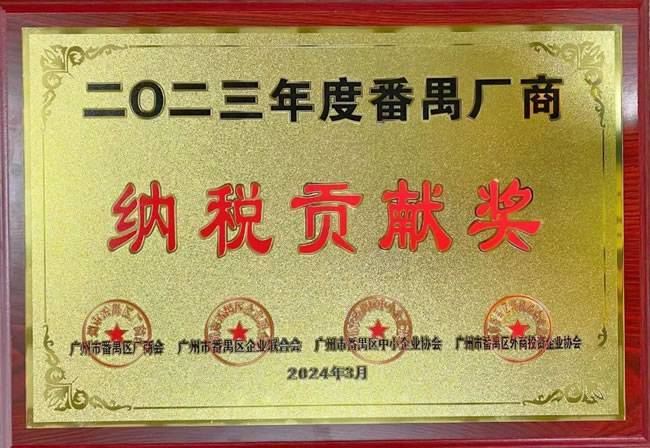 二〇二三年度番禺厂商
纳税贡献奖
广州市番禺区厂商会 广州市番禺区企业联合会 广州市番禺区中小企业协会 广州市番禺区外商投资企业协会
2024年3月